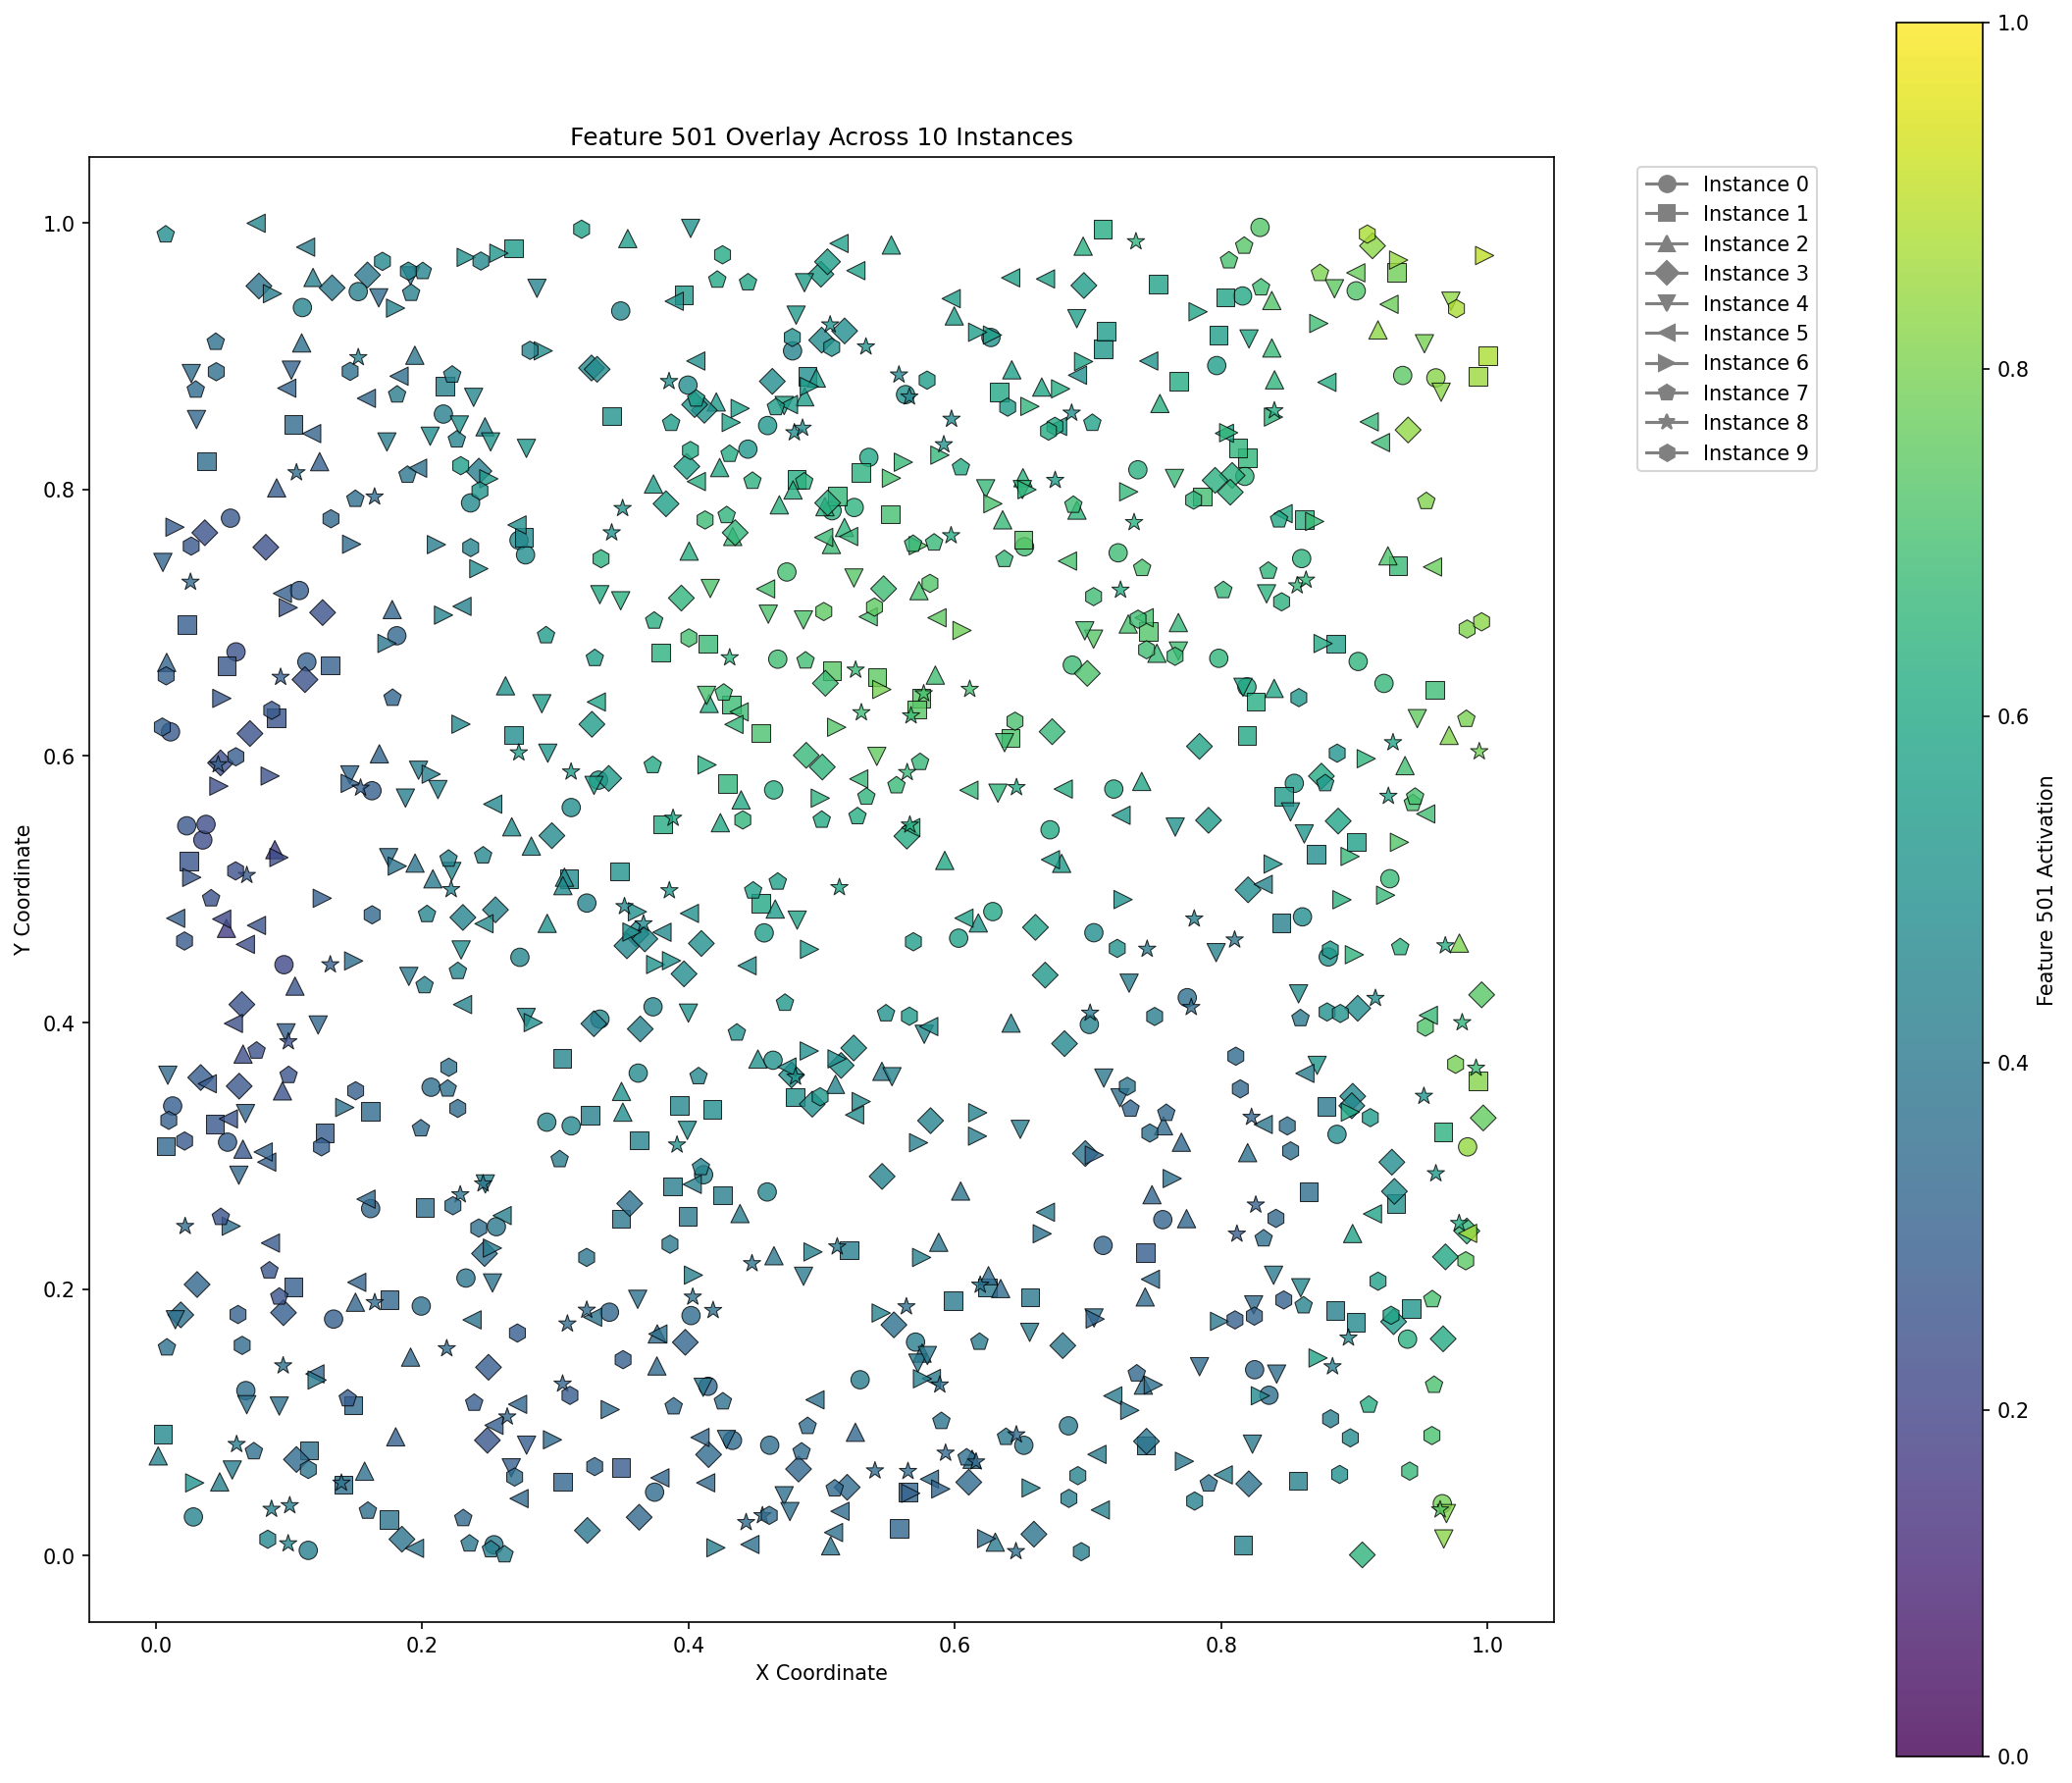 Feature 501 Overlay Across 10 Instances
Y Coordinate
1.0
0.8
0.6
0.4
0.2
0.0
0.0 0.2 0.4 0.6 0.8 1.0
X Coordinate
Instance 0
Instance 1
Instance 2
Instance 3
Instance 4
Instance 5
Instance 6
Instance 7
Instance 8
Instance 9
1.0
0.8
0.6
0.4
0.2
0.0
Feature 501 Activation